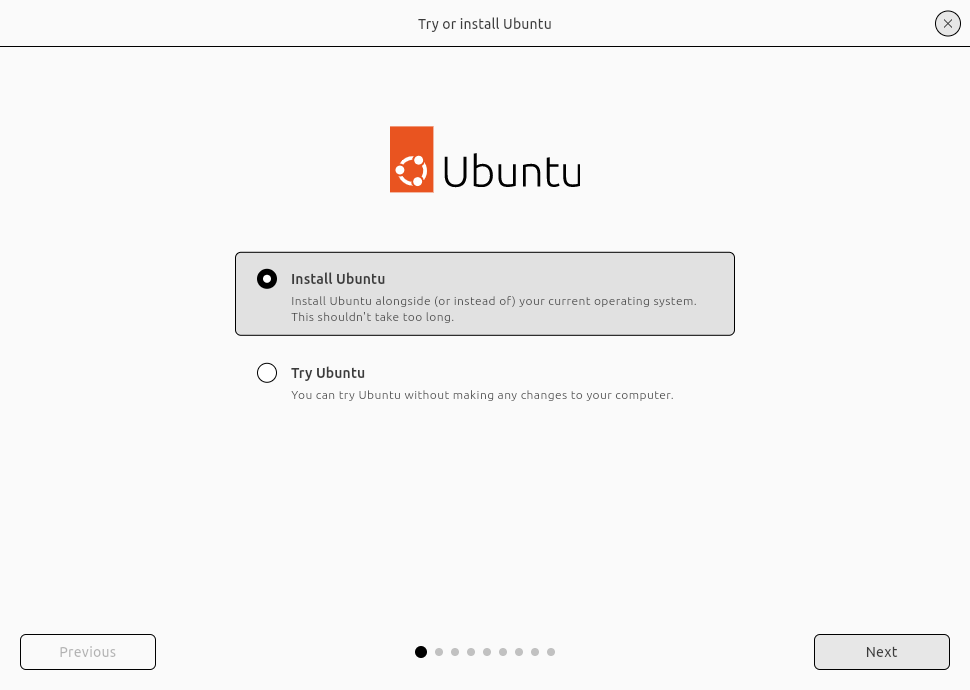 Try or install Ubuntu
Ubuntu
Install Ubuntu
Install Ubuntu alongside (or instead of) your current operating system.
This shouldn't take too long.
Try Ubuntu
You can try Ubuntu without making any changes to your computer.
Previous
Next